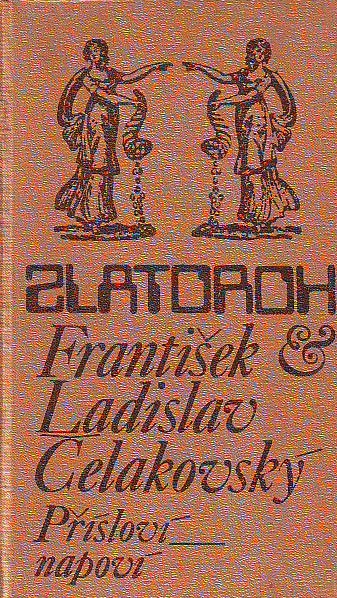 ZLATOROH
František &
Ladislav
Čelakovský
Přísloví
napoví